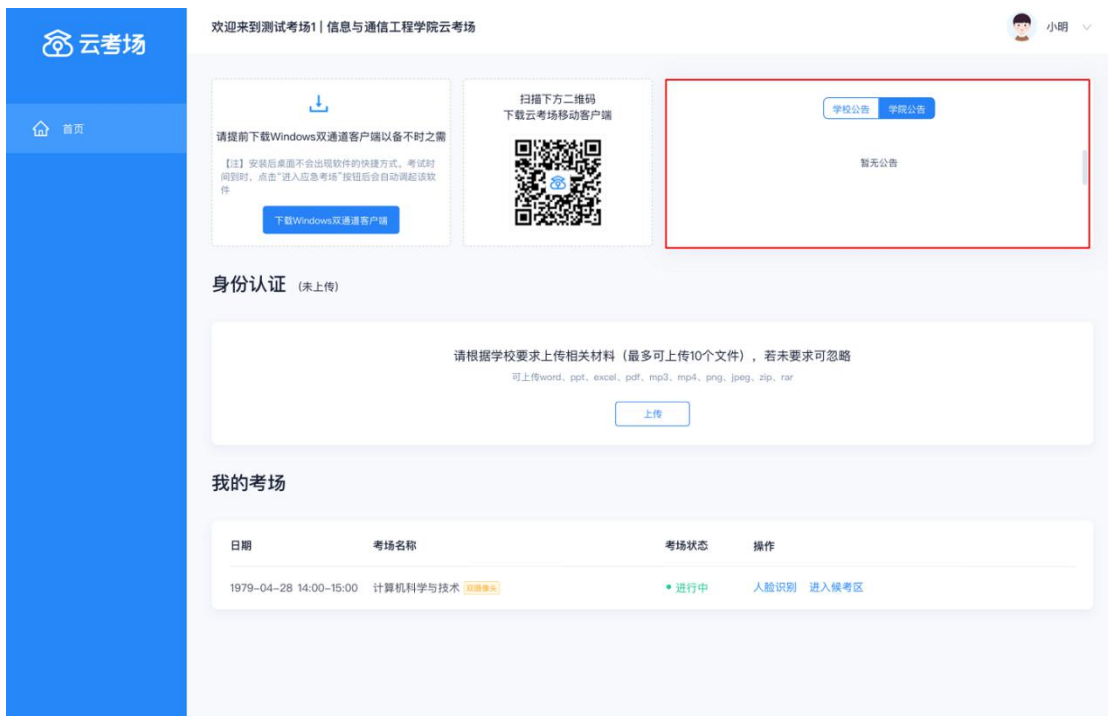 云考场
首页
欢迎来到测试考场1 | 信息与通信工程学院云考场
小明
请提前下载Windows双通道客户端以备不时之需
【注】安装后桌面不会出现软件的快捷方式。考试时
间到时，点击“进入应急考场”按钮后会自动调起该软
件
下载Windows双通道客户端
扫描下方二维码
下载云考场移动客户端
学校公告 学院公告
暂无公告
身份认证 (未上传)
请根据学校要求上传相关材料（最多可上传10个文件），若未要求可忽略
可上传word、ppt、excel、pdf、mp3、mp4、png、jpeg、zip、rar
上传
我的考场
日期 考场名称 考场状态 操作
1979-04-28 14:00-15:00 计算机科学与技术 双摄像头 进行中 人脸识别 进入候考区